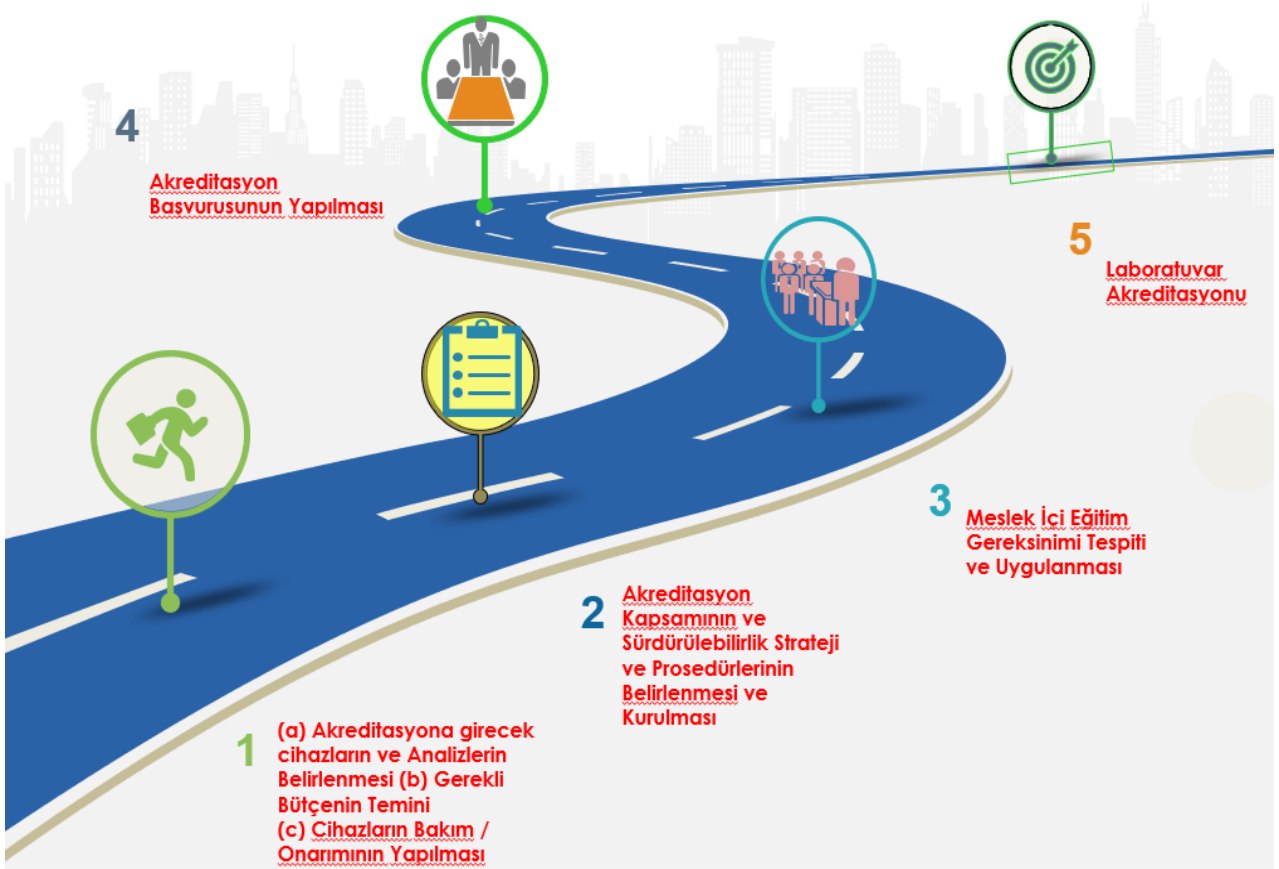 4
Akreditasyon
Başvurusunun Yapılması
5
Laboratuvar
Akreditasyonu
3
Meslek İçi Eğitim
Gereksinimi Tespiti
ve Uygulanması
2
Akreditasyon
Kapsamının ve
Sürdürülebilirlik Strateji
ve Prosedürlerinin
Belirlenmesi ve
Kurulması
1
(a) Akreditasyona girecek
cihazların ve Analizlerin
Belirlenmesi (b) Gerekli
Bütçenin Temini
(c) Cihazların Bakım /
Onarımının Yapılması